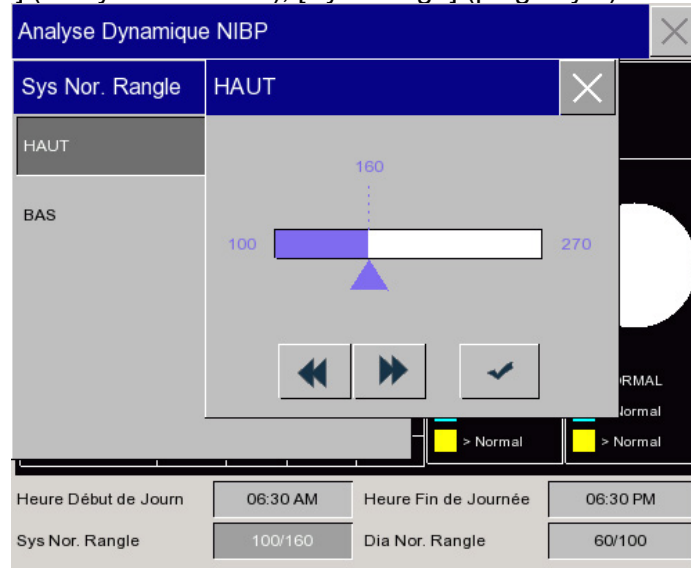 Analyse Dynamique NIBP
Sys Nor. Rangle
HAUT
HAUT
BAS
160
100
270
RMAL
Normal
> Normal
> Normal
Heure Début de Journ
06:30 AM
Heure Fin de Journée
06:30 PM
Sys Nor. Rangle
100/160
Dia Nor. Rangle
60/100